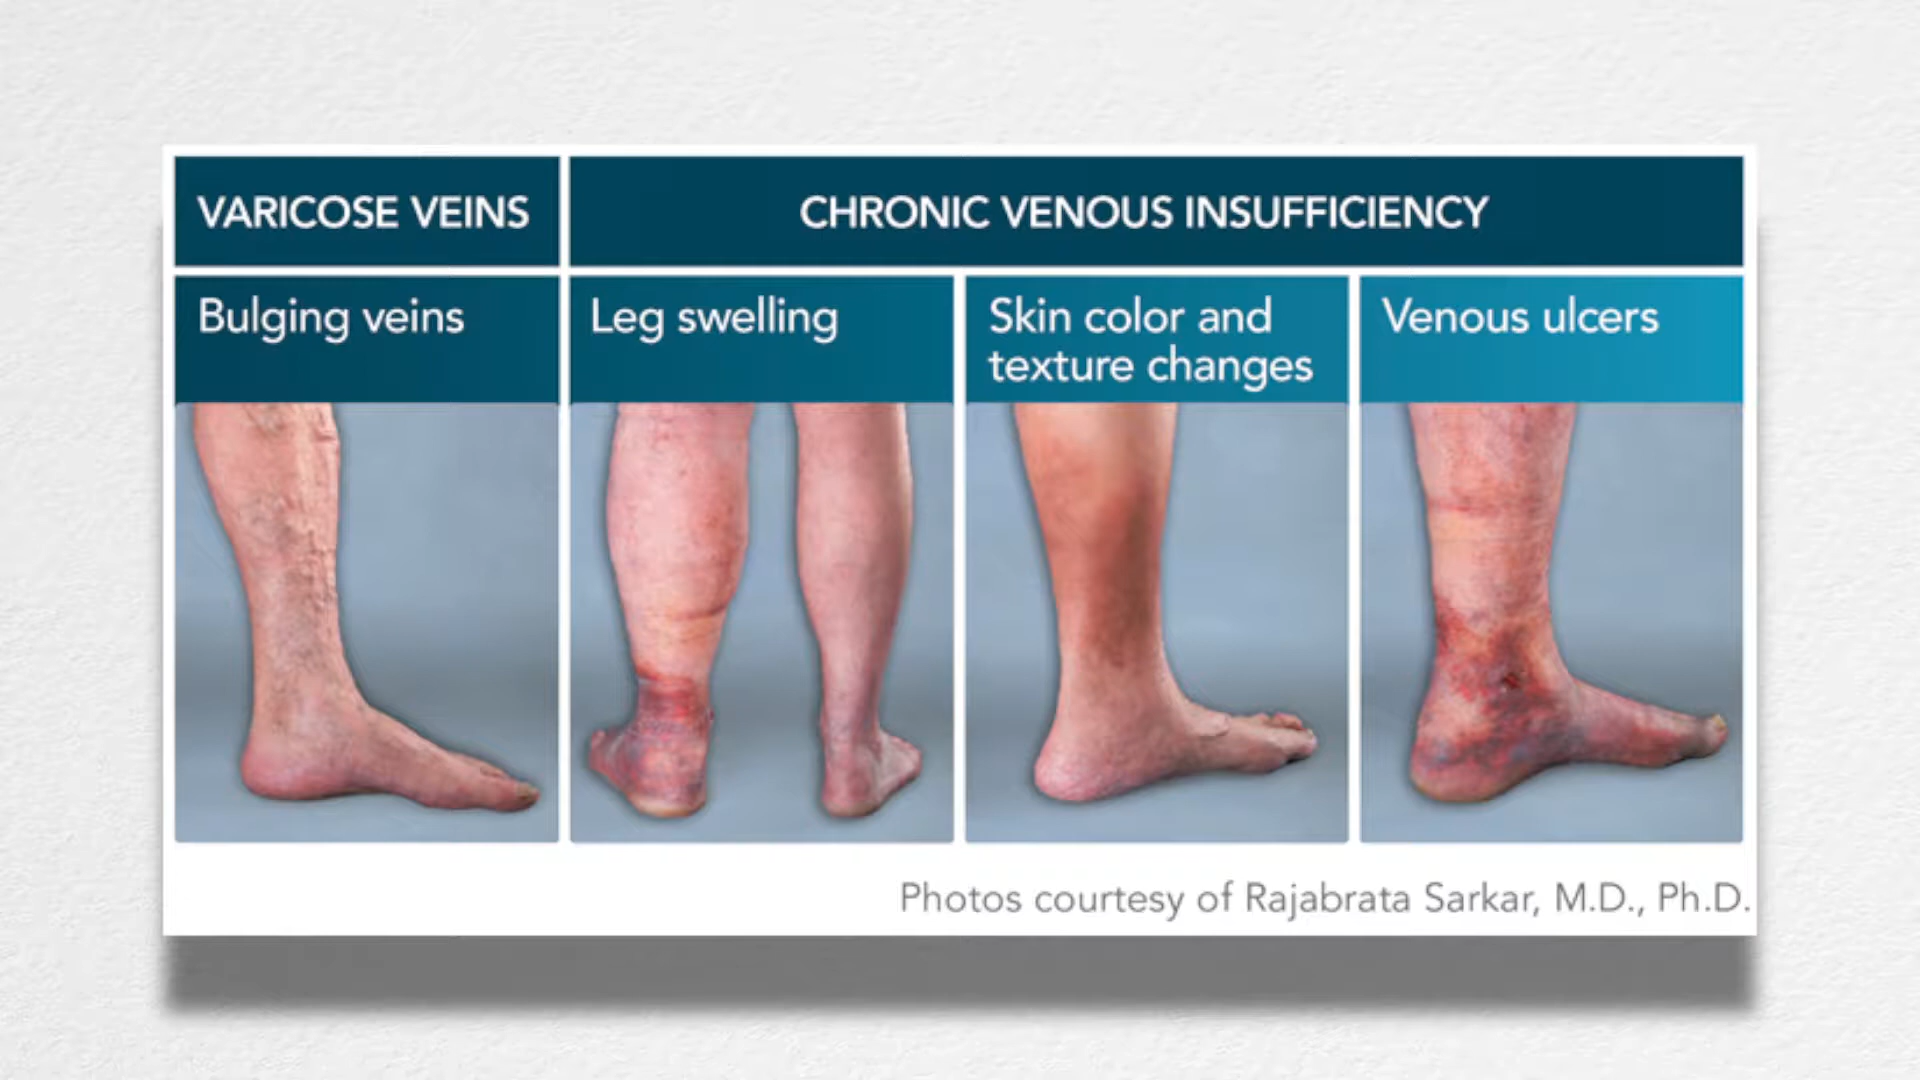 VARICOSE VEINS
CHRONIC VENOUS INSUFFICIENCY
Bulging veins
Leg swelling
Skin color and
texture changes
Venous ulcers
Photos courtesy of Rajabrata Sarkar, M.D., Ph.D.